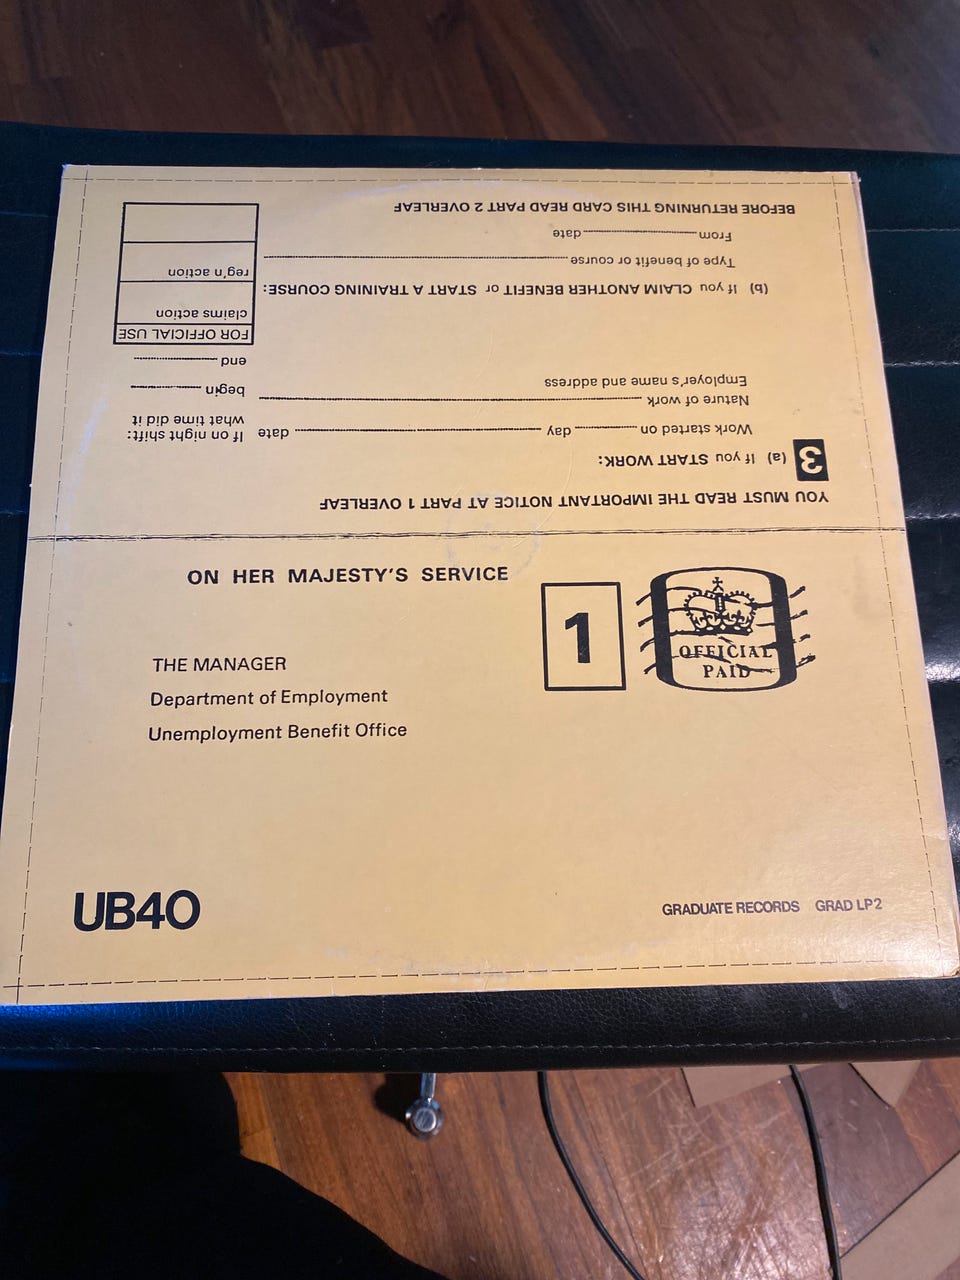 BEFORE RETURNING THIS CARD READ PART 2 OVERLEAF
From date
Type of benefit or course
(b) If you CLAIM ANOTHER BENEFIT or START A TRAINING COURSE:
reg'n action
claims action
FOR OFFICIAL USE
end
begin
If on night shift:
what time did it
Employer's name and address
Nature of work
Work started on day date
3 (a) If you START WORK:
YOU MUST READ THE IMPORTANT NOTICE AT PART 1 OVERLEAF
ON HER MAJESTY'S SERVICE
1
OFFICIAL
PAID
THE MANAGER
Department of Employment
Unemployment Benefit Office
UB40
GRADUATE RECORDS GRAD LP2